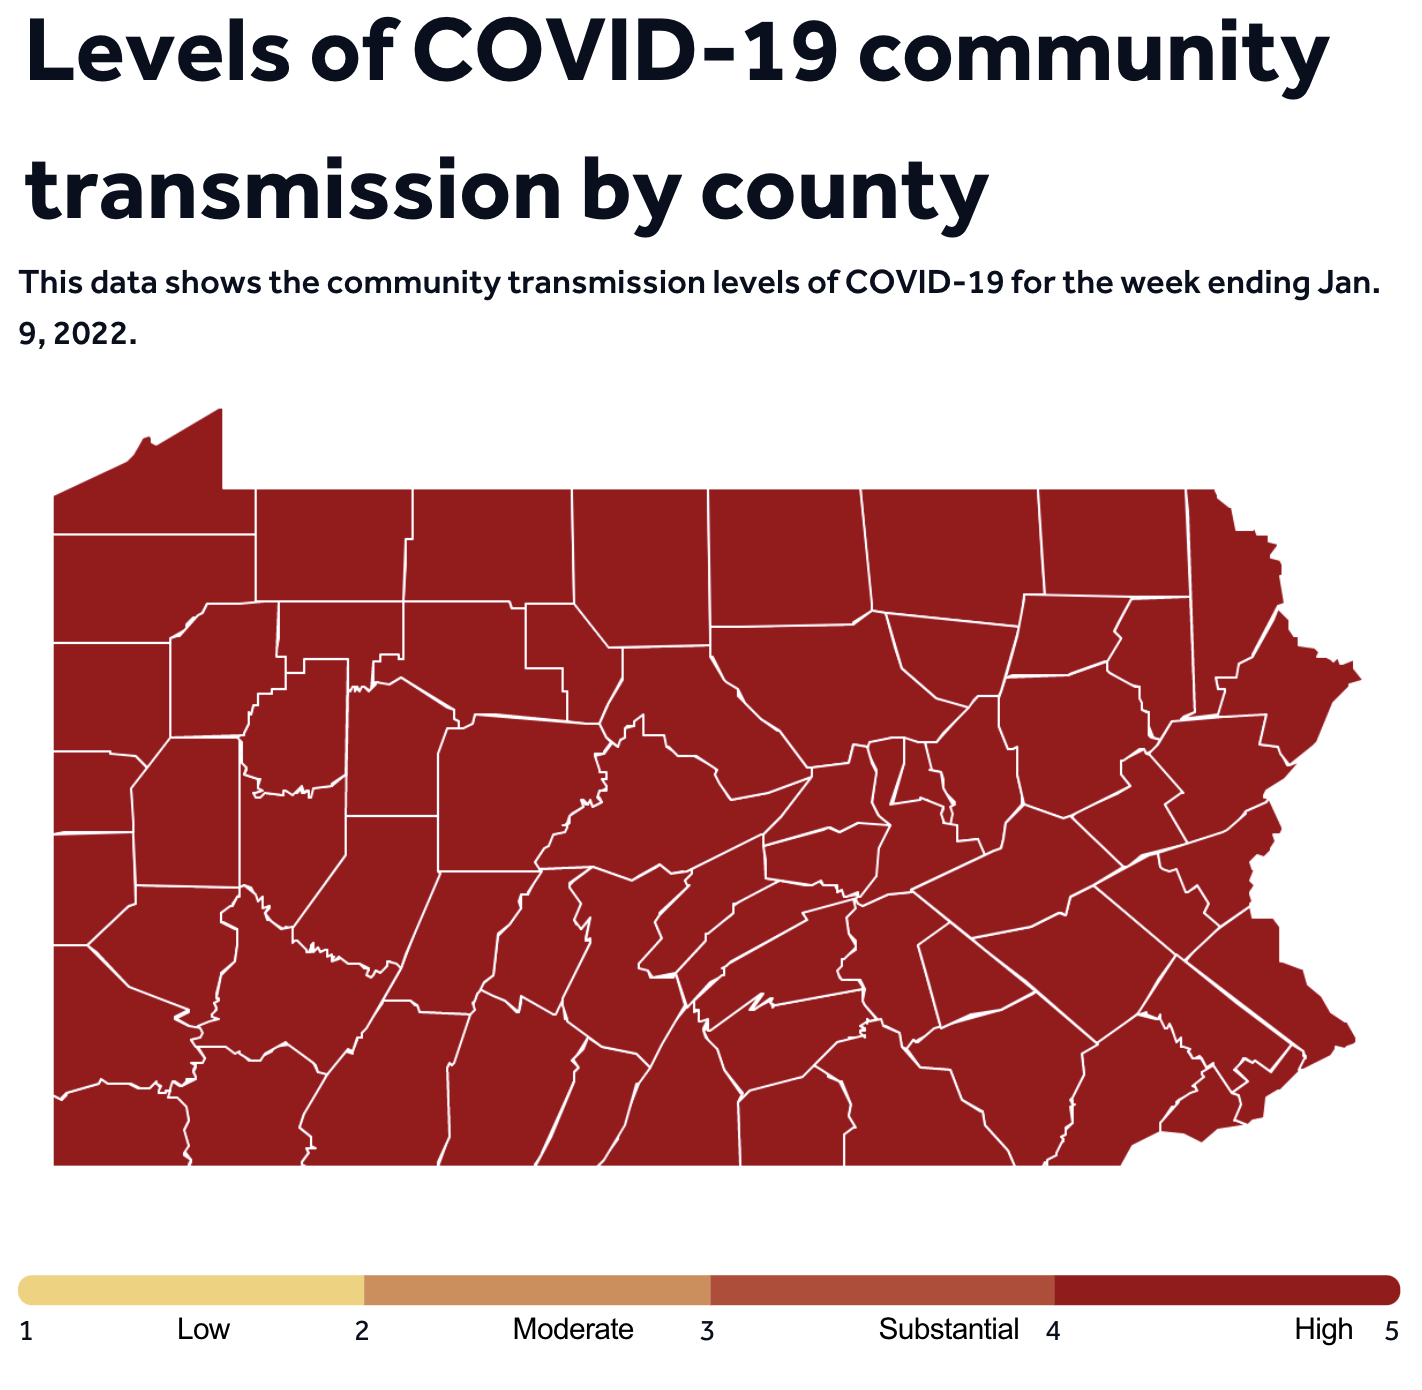 Levels of COVID-19 community
transmission by county
This data shows the community transmission levels of COVID-19 for the week ending Jan.
9, 2022.
1 Low 2 Moderate 3 Substantial 4 High 5